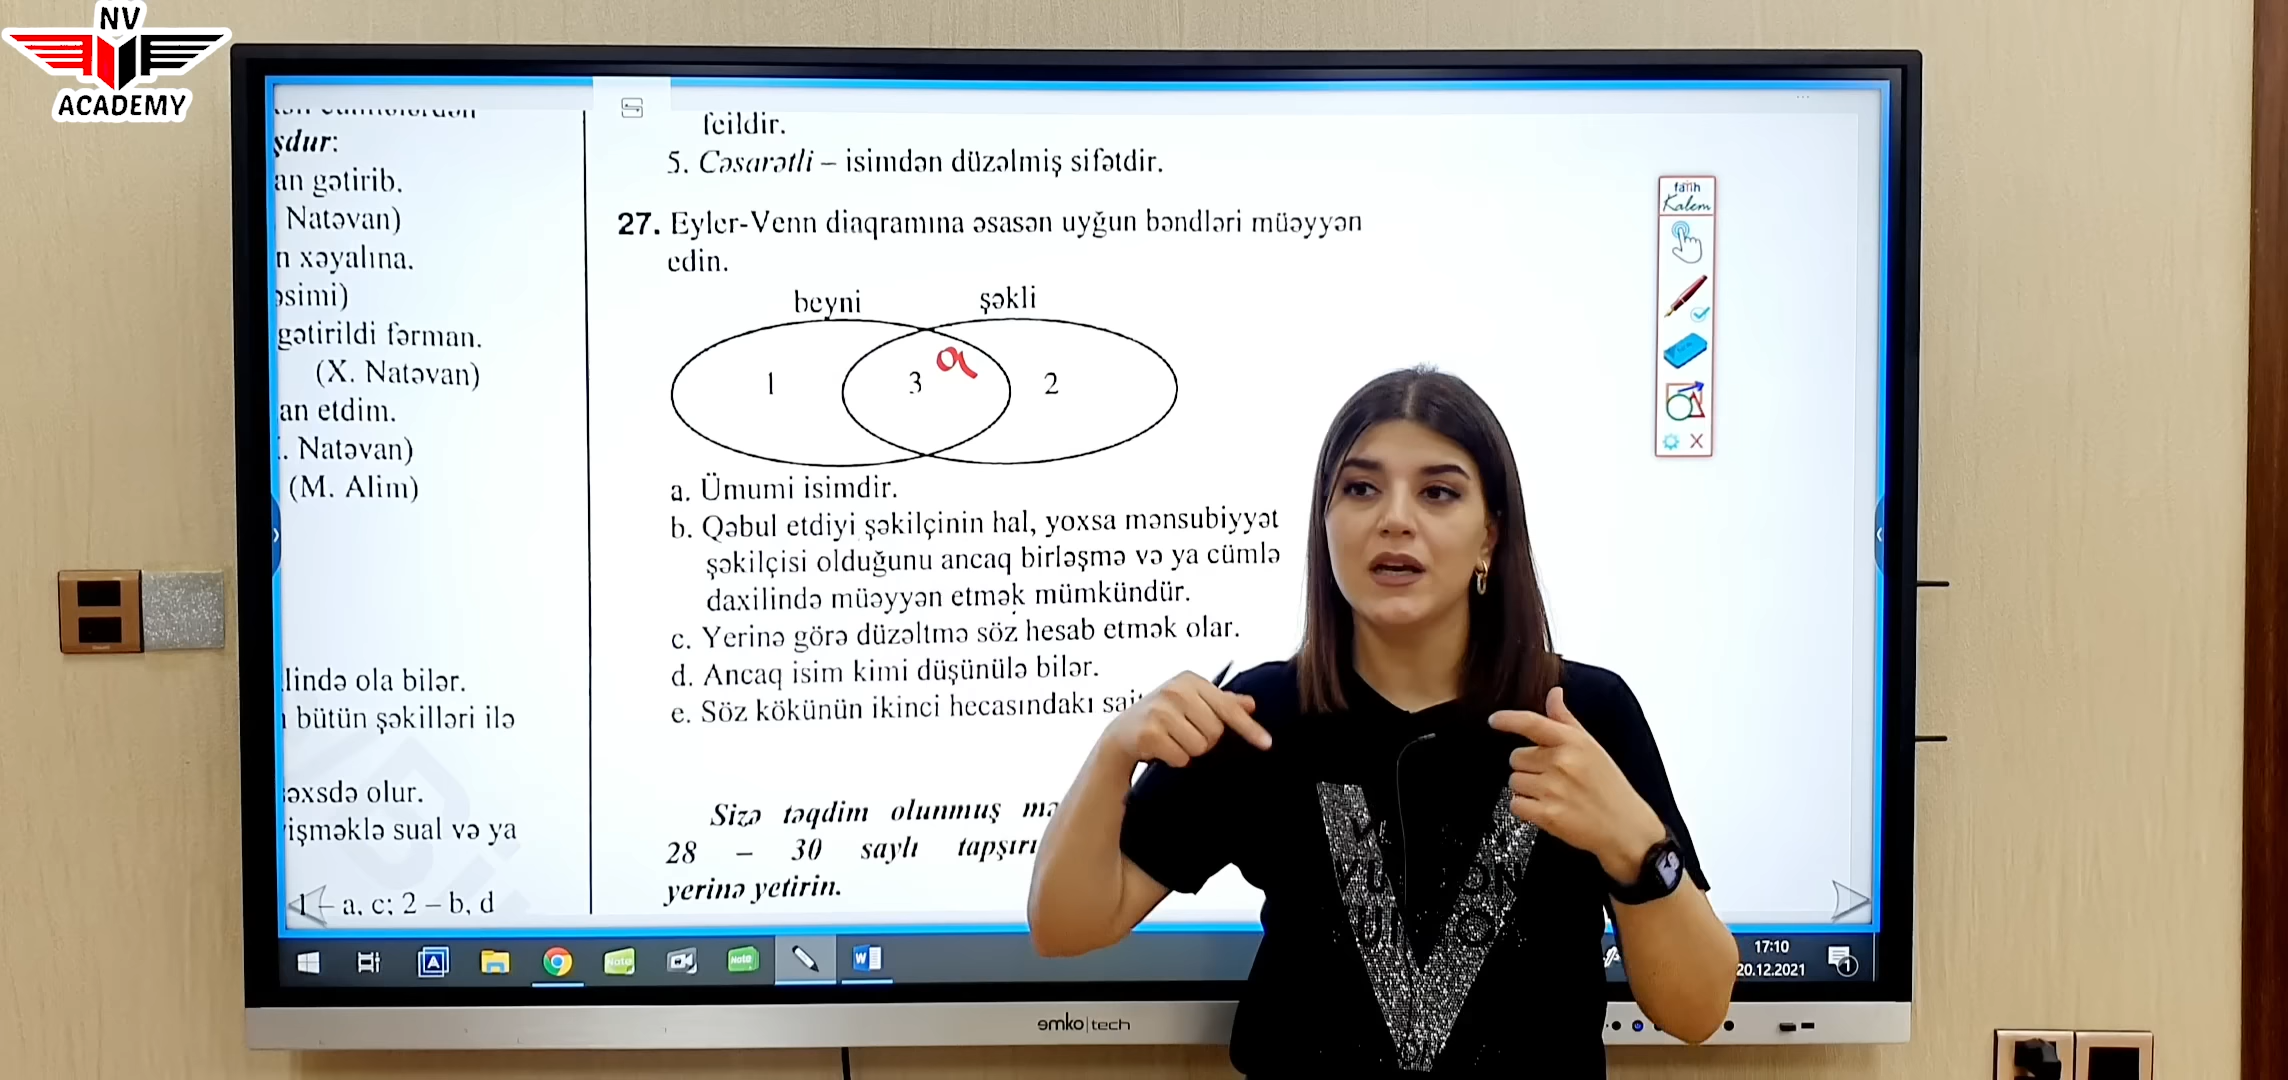 NV
ACADEMY
şdur:
an gətirib.
Natəvan)
n xəyalına.
əsimi)
gətirildi fərman.
(X. Natəvan)
an etdim.
. Natəvan)
(M. Alim)
lində ola bilər.
bütün şəkilləri ilə
əxsdə olur.
işməklə sual və ya
1 – a, c; 2 – b, d
feildir.
5. Cəsarətli – isimdən düzəlmiş sifətdir.
27. Eyler-Venn diaqramına əsasən uyğun bəndləri müəyyən
edin.
beyni
şəkli
1
3
a
2
a. Ümumi isimdir.
b. Qəbul etdiyi şəkilçinin hal, yoxsa mənsubiyyət
şəkilçisi olduğunu ancaq birləşmə və ya cümlə
daxilində müəyyən etmək mümkündür.
c. Yerinə görə düzəltmə söz hesab etmək olar.
d. Ancaq isim kimi düşünülə bilər.
e. Söz kökünün ikinci hecasındakı sait
Sizə təqdim olunmuş mə
28 – 30 saylı tapşırı
yerinə yetirin.
fatih
Kalem
17:10
20.12.2021
1
emko|tech